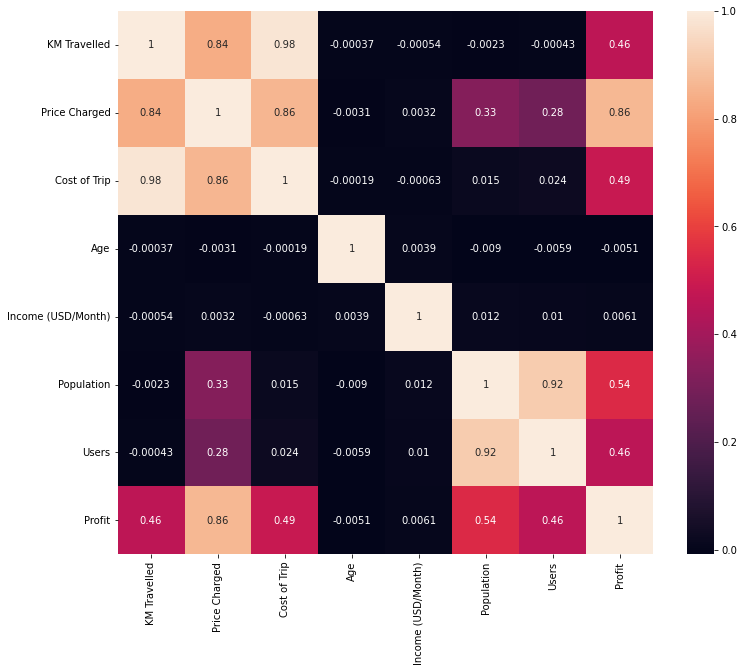 KM Travelled 1 0.84 0.98 -0.00037 -0.00054 -0.0023 -0.00043 0.46
Price Charged 0.84 1 0.86 -0.0031 0.0032 0.33 0.28 0.86
Cost of Trip 0.98 0.86 1 -0.00019 -0.00063 0.015 0.024 0.49
Age -0.00037 -0.0031 -0.00019 1 0.0039 -0.009 -0.0059 -0.0051
Income (USD/Month) -0.00054 0.0032 -0.00063 0.0039 1 0.012 0.01 0.0061
Population -0.0023 0.33 0.015 -0.009 0.012 1 0.92 0.54
Users -0.00043 0.28 0.024 -0.0059 0.01 0.92 1 0.46
Profit 0.46 0.86 0.49 -0.0051 0.0061 0.54 0.46 1
KM Travelled
Price Charged
Cost of Trip
Age
Income (USD/Month)
Population
Users
Profit
1.0
0.8
0.6
0.4
0.2
0.0